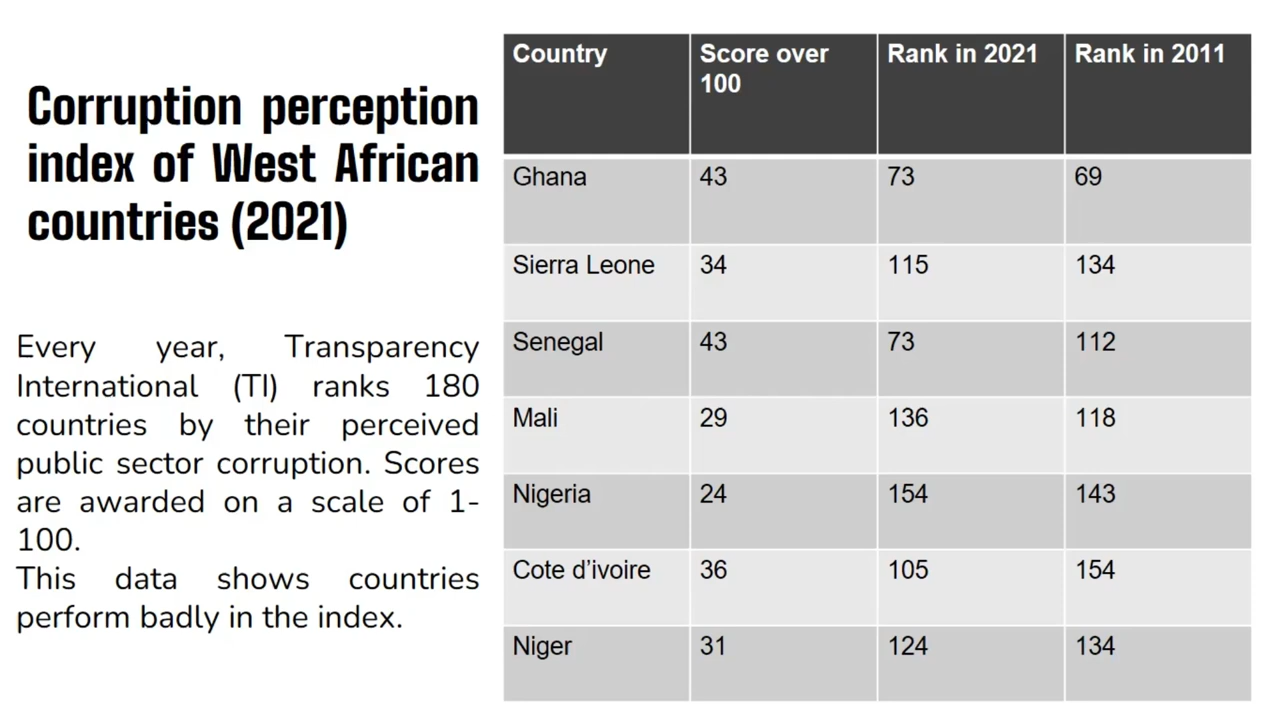 Corruption perception
index of West African
countries (2021)
Every year, Transparency
International (TI) ranks 180
countries by their perceived
public sector corruption. Scores
are awarded on a scale of 1-
100.
This data shows countries
perform badly in the index.
Country Score over 100 Rank in 2021 Rank in 2011
Ghana 43 73 69
Sierra Leone 34 115 134
Senegal 43 73 112
Mali 29 136 118
Nigeria 24 154 143
Cote d’ivoire 36 105 154
Niger 31 124 134